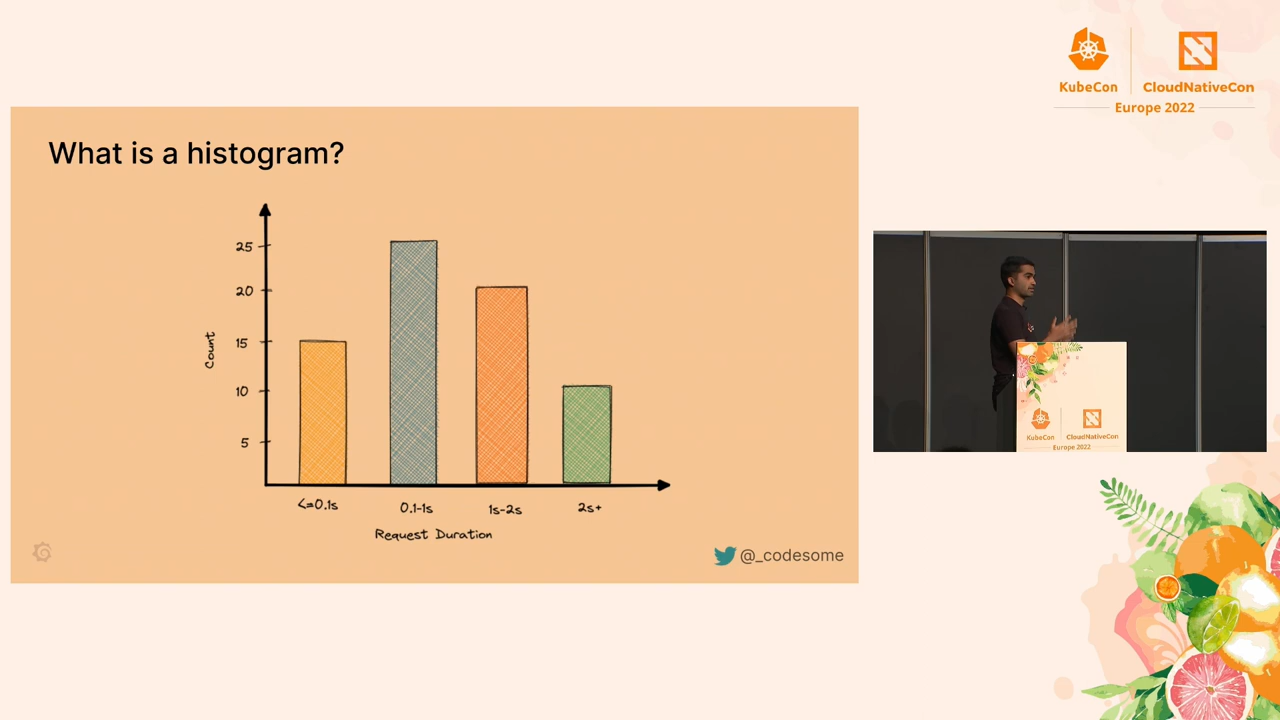 KubeCon
CloudNativeCon
Europe 2022
What is a histogram?
25
20
15
10
5
Count
<=0.1s
0.1-1s
1s-2s
2s+
Request Duration
@_codesome
KubeCon
CloudNativeCon
Europe 2022